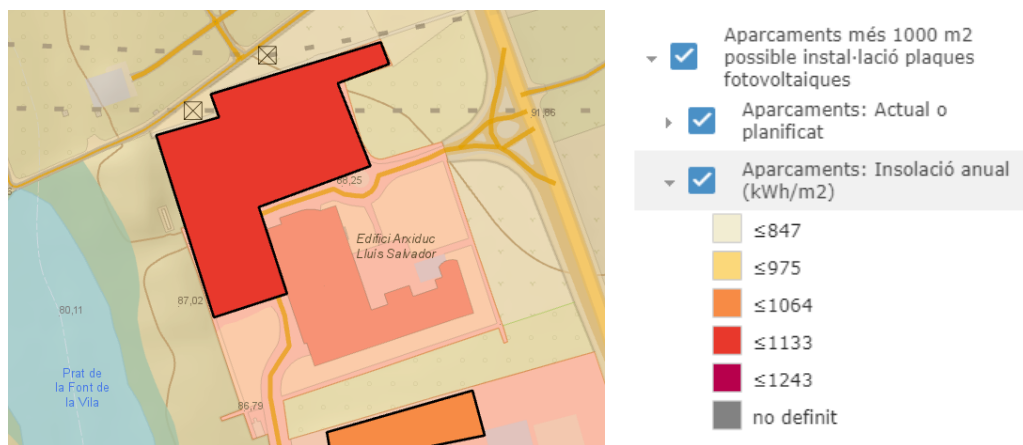 91,86
88,25
Edifici Arxiduc
Lluís Salvador
87,02
80,11
Prat de
la Font de
la Vila
86,79
Aparcaments més 1000 m2
possible instal·lació plaques
fotovoltaiques
Aparcaments: Actual o
planificat
Aparcaments: Insolació anual
(kWh/m2)
≤847
≤975
≤1064
≤1133
≤1243
no definit